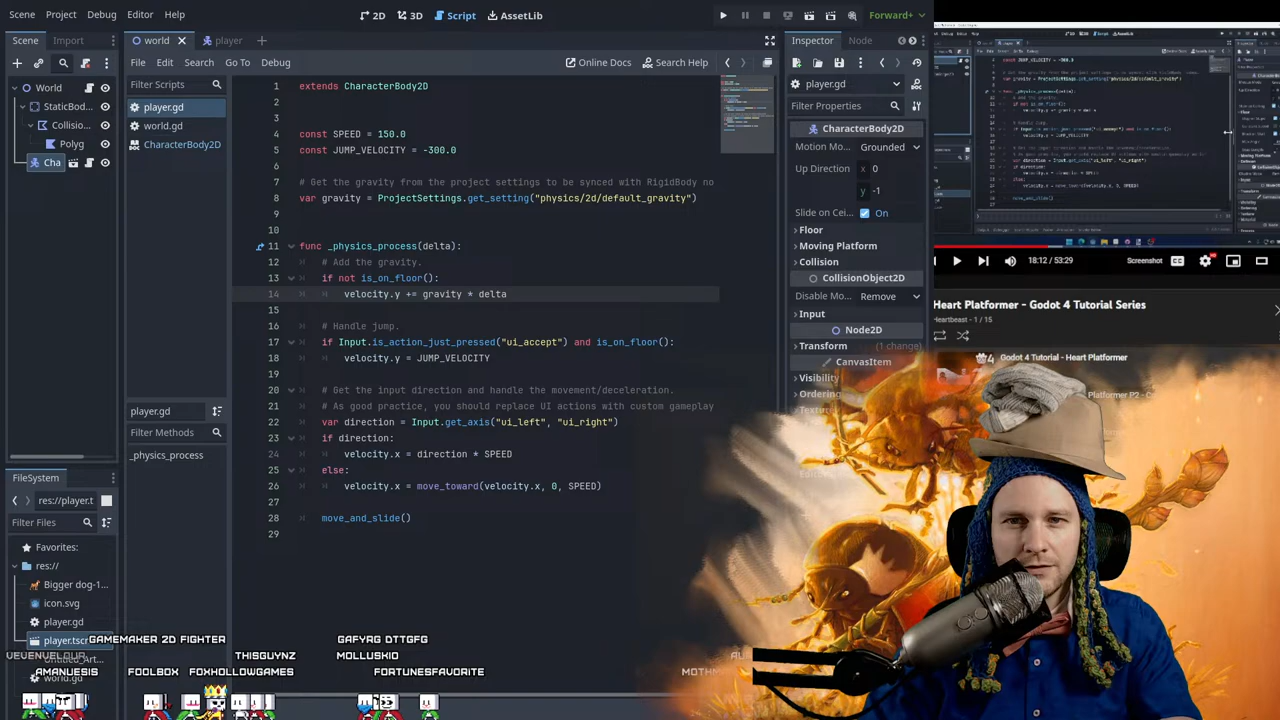 Scene Project Debug Editor Help
2D 3D Script AssetLib
Forward+
Scene Import
World
StaticBod...
Collisio...
Polyg
Cha
world player
File Edit Search Go To Debug
Online Docs Search Help
Filter Scripts
player.gd
world.gd
CharacterBody2D
player.gd
Filter Methods
_physics_process
1 extends CharacterBody2D
2
3
4 const SPEED = 150.0
5 const JUMP_VELOCITY = -300.0
6
7 # Get the gravity from the project settings to be synced with RigidBody no
8 var gravity = ProjectSettings.get_setting("physics/2d/default_gravity")
9
10
11 func _physics_process(delta):
12 # Add the gravity.
13 if not is_on_floor():
14 velocity.y += gravity * delta
15
16 # Handle jump.
17 if Input.is_action_just_pressed("ui_accept") and is_on_floor():
18 velocity.y = JUMP_VELOCITY
19
20 # Get the input direction and handle the movement/deceleration.
21 # As good practice, you should replace UI actions with custom gameplay
22 var direction = Input.get_axis("ui_left", "ui_right")
23 if direction:
24 velocity.x = direction * SPEED
25 else:
26 velocity.x = move_toward(velocity.x, 0, SPEED)
27
28 move_and_slide()
29
Inspector Node
player.gd
Filter Properties
CharacterBody2D
Motion Mo... Grounded
Up Direction x 0
y -1
Slide on Cei... On
Floor
Moving Platform
Collision
CollisionObject2D
Disable Mo... Remove
Input
Node2D
Transform (1 change)
CanvasItem
Visibility
Ordering
FileSystem
res://player.t
Filter Files
Favorites:
res://
Bigger dog-1...
icon.svg
player.gd
player.tscn
world.gd
18:12 / 53:29
Screenshot
Heart Platformer - Godot 4 Tutorial Series
Heartbeast - 1 / 15
Godot 4 Tutorial - Heart Platformer
GAMEMAKER 2D FIGHTER
GAFYAG DTTGFG
THISGUYNZ
MOLLUSKIO
AMANUESIS
FOOLBOX
FOXHOLLOWGAMES
FORTUNESFAVORITE